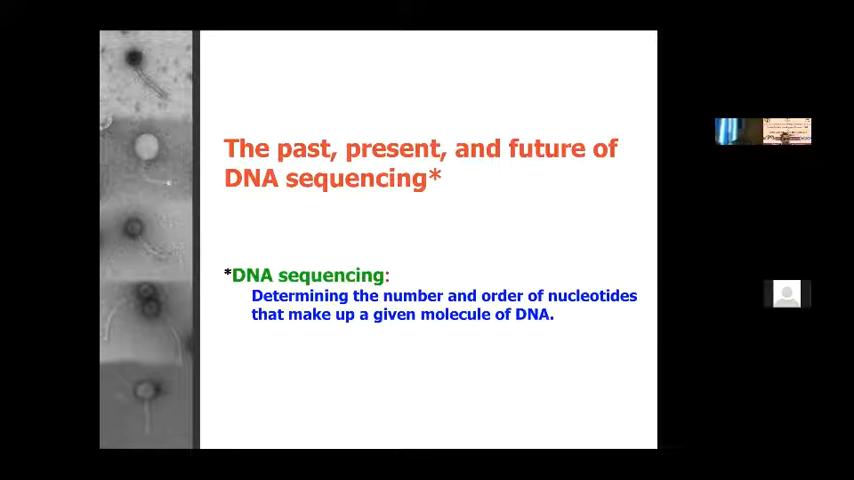 The past, present, and future of
DNA sequencing*
*DNA sequencing:
Determining the number and order of nucleotides
that make up a given molecule of DNA.